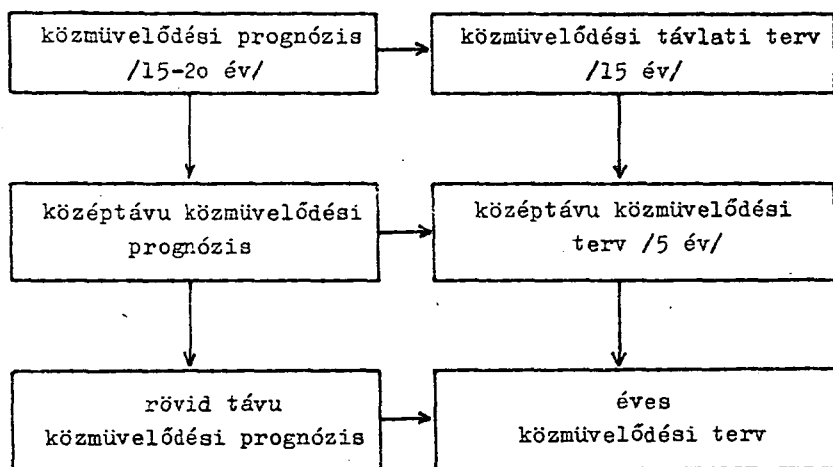 közmüvelődési prognózis
/15-2o év/
közmüvelődési távlati terv
/15 év/
középtávu közmüvelődési
prognózis
középtávu közmüvelődési
terv /5 év/
rövid távu
közmüvelődési prognózis
éves
közmüvelődési terv